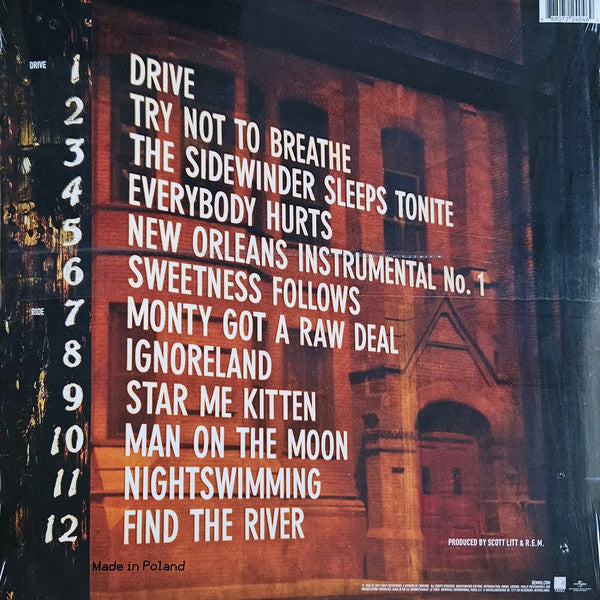 DRIVE
1 DRIVE
2 TRY NOT TO BREATHE
3 THE SIDEWINDER SLEEPS TONITE
4 EVERYBODY HURTS
5 NEW ORLEANS INSTRUMENTAL No. 1
6 SWEETNESS FOLLOWS
RIDE
7 MONTY GOT A RAW DEAL
8 IGNORELAND
9 STAR ME KITTEN
10 MAN ON THE MOON
11 NIGHTSWIMMING
12 FIND THE RIVER
PRODUCED BY SCOTT LITT & R.E.M.
Made in Poland
REMHQ.COM